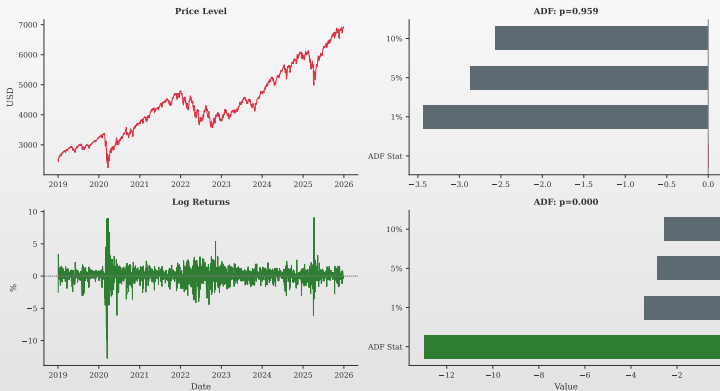 Price Level
ADF: p=0.959
7000
6000
5000
4000
3000
USD
2019 2020 2021 2022 2023 2024 2025 2026
10%
5%
1%
ADF Stat
−3.5 −3.0 −2.5 −2.0 −1.5 −1.0 −0.5 0.0
Log Returns
ADF: p=0.000
10
5
0
−5
−10
%
2019 2020 2021 2022 2023 2024 2025 2026
Date
10%
5%
1%
ADF Stat
−12 −10 −8 −6 −4 −2
Value